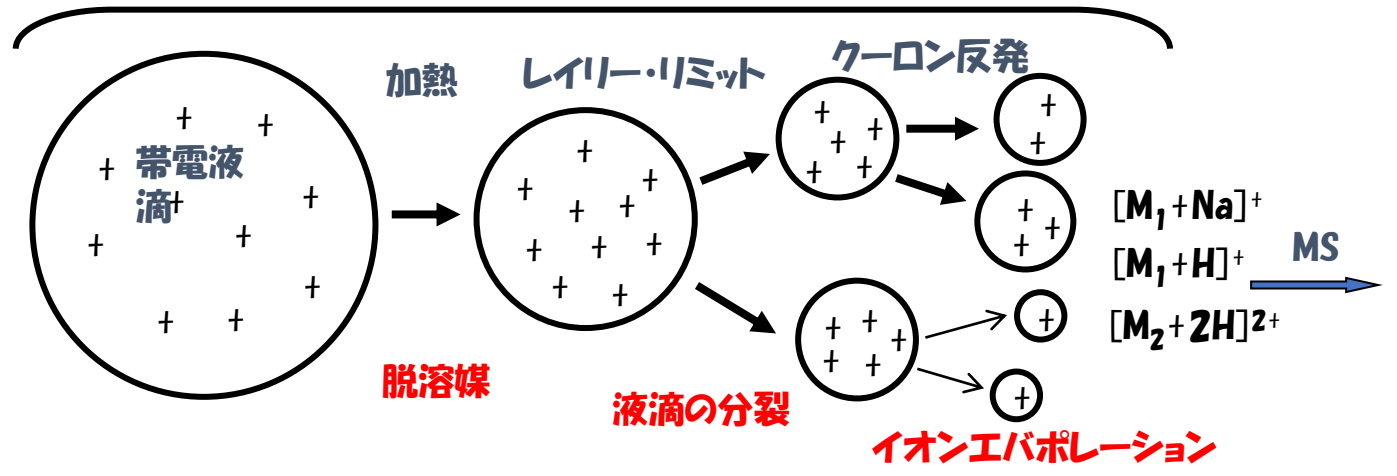 加熱
レイリー・リミット
クーロン反発
帯電液
滴
+ + + + + + + + + + +
+ + + + + + + + + +
+ + + + +
+ +
+ + +
+ + + + +
+
+
[M₁+Na]⁺
[M₁+H]⁺
[M₂+2H]²⁺
MS
脱溶媒
液滴の分裂
イオンエバポレーション